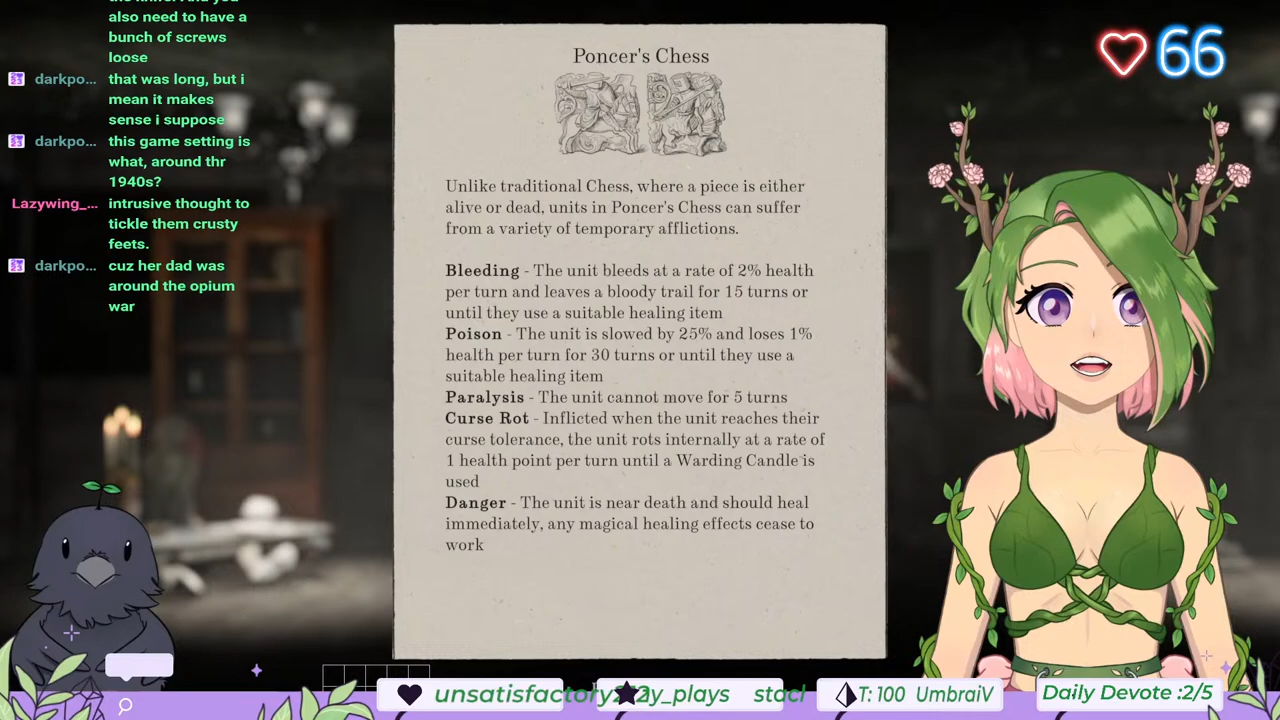 also need to have a
bunch of screws
loose
darkpo... that was long, but i
mean it makes
sense i suppose
darkpo... this game setting is
what, around thr
1940s?
Lazywing_... intrusive thought to
tickle them crusty
feets.
darkpo... cuz her dad was
around the opium
war
Poncer's Chess
Unlike traditional Chess, where a piece is either
alive or dead, units in Poncer's Chess can suffer
from a variety of temporary afflictions.
Bleeding - The unit bleeds at a rate of 2% health
per turn and leaves a bloody trail for 15 turns or
until they use a suitable healing item
Poison - The unit is slowed by 25% and loses 1%
health per turn for 30 turns or until they use a
suitable healing item
Paralysis - The unit cannot move for 5 turns
Curse Rot - Inflicted when the unit reaches their
curse tolerance, the unit rots internally at a rate of
1 health point per turn until a Warding Candle is
used
Danger - The unit is near death and should heal
immediately, any magical healing effects cease to
work
66
T: 100 UmbraiV
Daily Devote :2/5